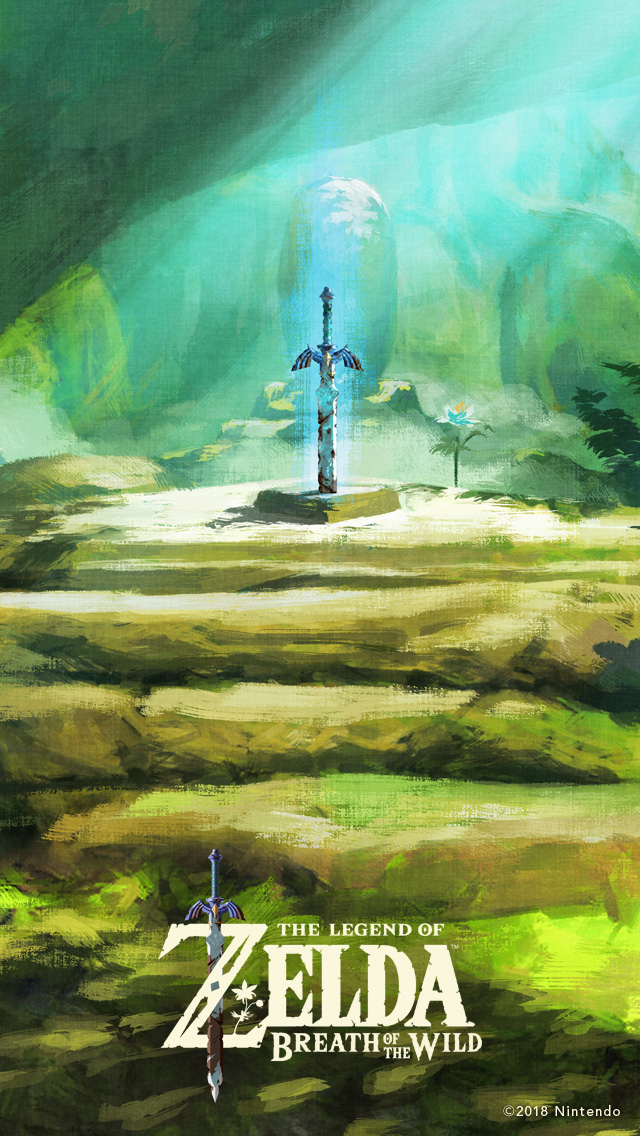 THE LEGEND OF
ZELDA
BREATH OF THE WILD
©2018 Nintendo